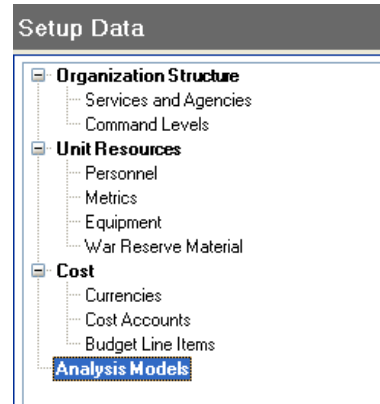 Setup Data
Organization Structure
Services and Agencies
Command Levels
Unit Resources
Personnel
Metrics
Equipment
War Reserve Material
Cost
Currencies
Cost Accounts
Budget Line Items
Analysis Models